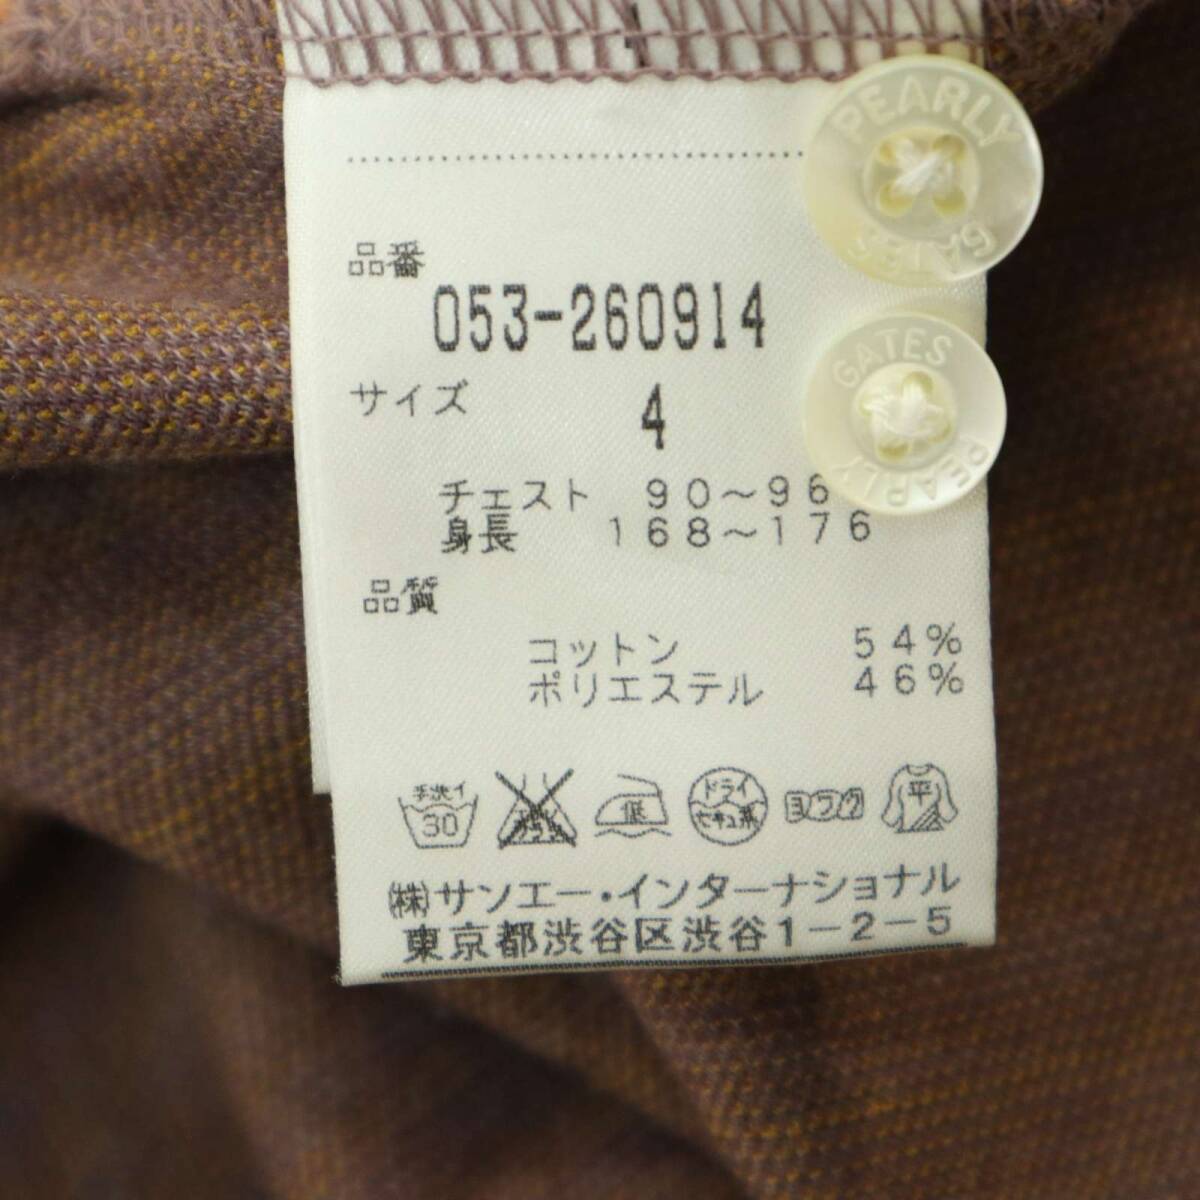 PEARLY
GATES
品番
053-260914
サイズ 4
GATES
PEARLY
チェスト 90~96
身長 168~176
品質
コットン 54%
ポリエステル 46%
手洗イ
30
低
ドライ
セキユ系
ヨワク
平
(株)サンエー・インターナショナル
東京都渋谷区渋谷1-2-5